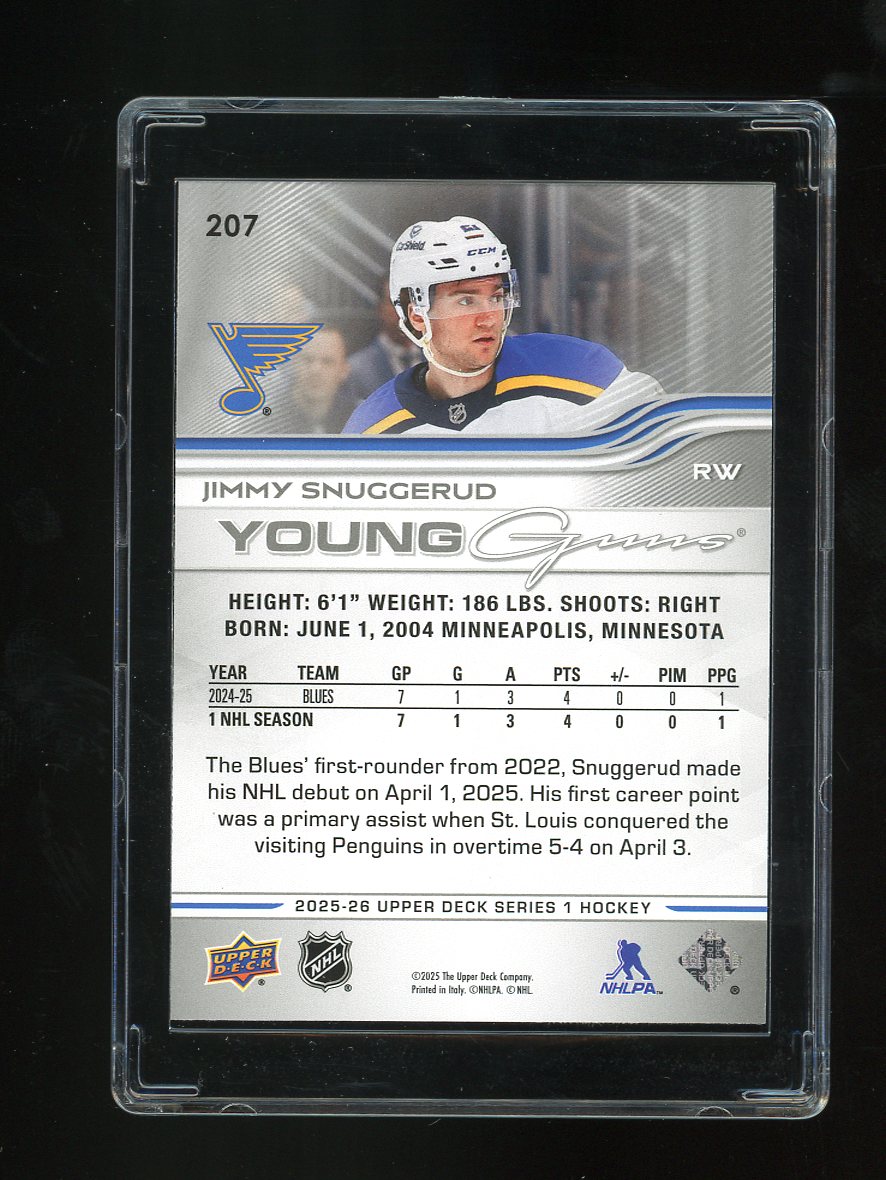 207
CarShield
CCM
®
RW
JIMMY SNUGGERUD
YOUNG Guns®
HEIGHT: 6'1” WEIGHT: 186 LBS. SHOOTS: RIGHT
BORN: JUNE 1, 2004 MINNEAPOLIS, MINNESOTA
YEAR TEAM GP G A PTS +/- PIM PPG
2024-25 BLUES 7 1 3 4 0 0 1
1 NHL SEASON 7 1 3 4 0 0 1
The Blues’ first-rounder from 2022, Snuggerud made
his NHL debut on April 1, 2025. His first career point
was a primary assist when St. Louis conquered the
visiting Penguins in overtime 5-4 on April 3.
2025-26 UPPER DECK SERIES 1 HOCKEY
UPPER D·E·C·K ®
NHL ®
©2025 The Upper Deck Company.
Printed in Italy. ©NHLPA. © NHL.
NHLPA™
®